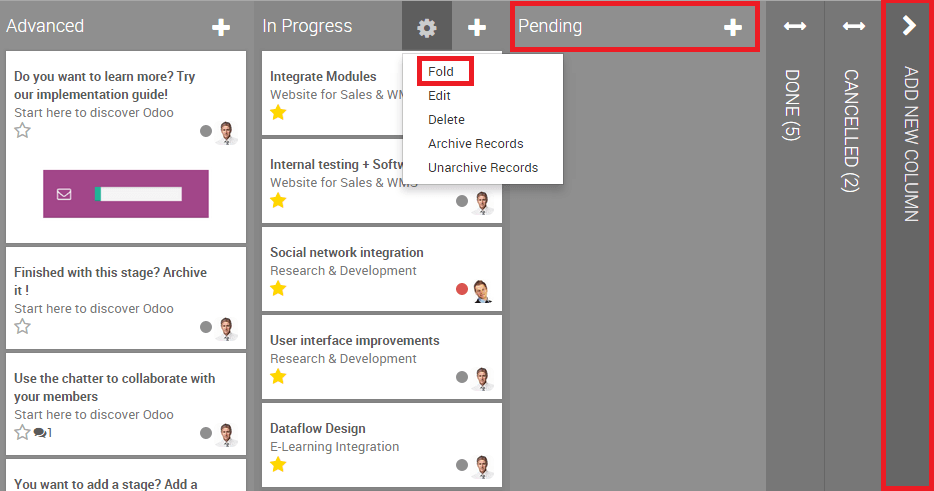 Advanced
Do you want to learn more? Try
our implementation guide!
Start here to discover Odoo
Finished with this stage? Archive
it !
Start here to discover Odoo
Use the chatter to collaborate with
your members
Start here to discover Odoo
1
You want to add a stage? Add a
In Progress
Integrate Modules
Website for Sales & WM
Internal testing + Softw
Website for Sales & WMS
Social network integration
Research & Development
User interface improvements
Research & Development
Dataflow Design
E-Learning Integration
Fold
Edit
Delete
Archive Records
Unarchive Records
Pending
DONE (5)
CANCELLED (2)
ADD NEW COLUMN